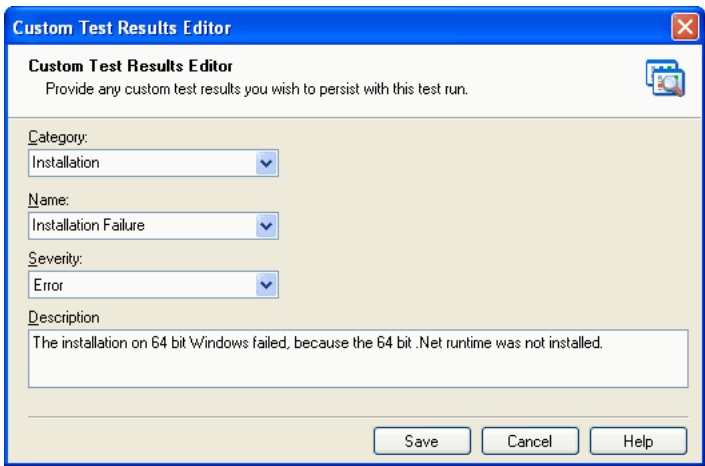 Custom Test Results Editor
Custom Test Results Editor
Provide any custom test results you wish to persist with this test run.
Category:
Installation
Name:
Installation Failure
Severity:
Error
Description
The installation on 64 bit Windows failed, because the 64 bit .Net runtime was not installed.
Save Cancel Help